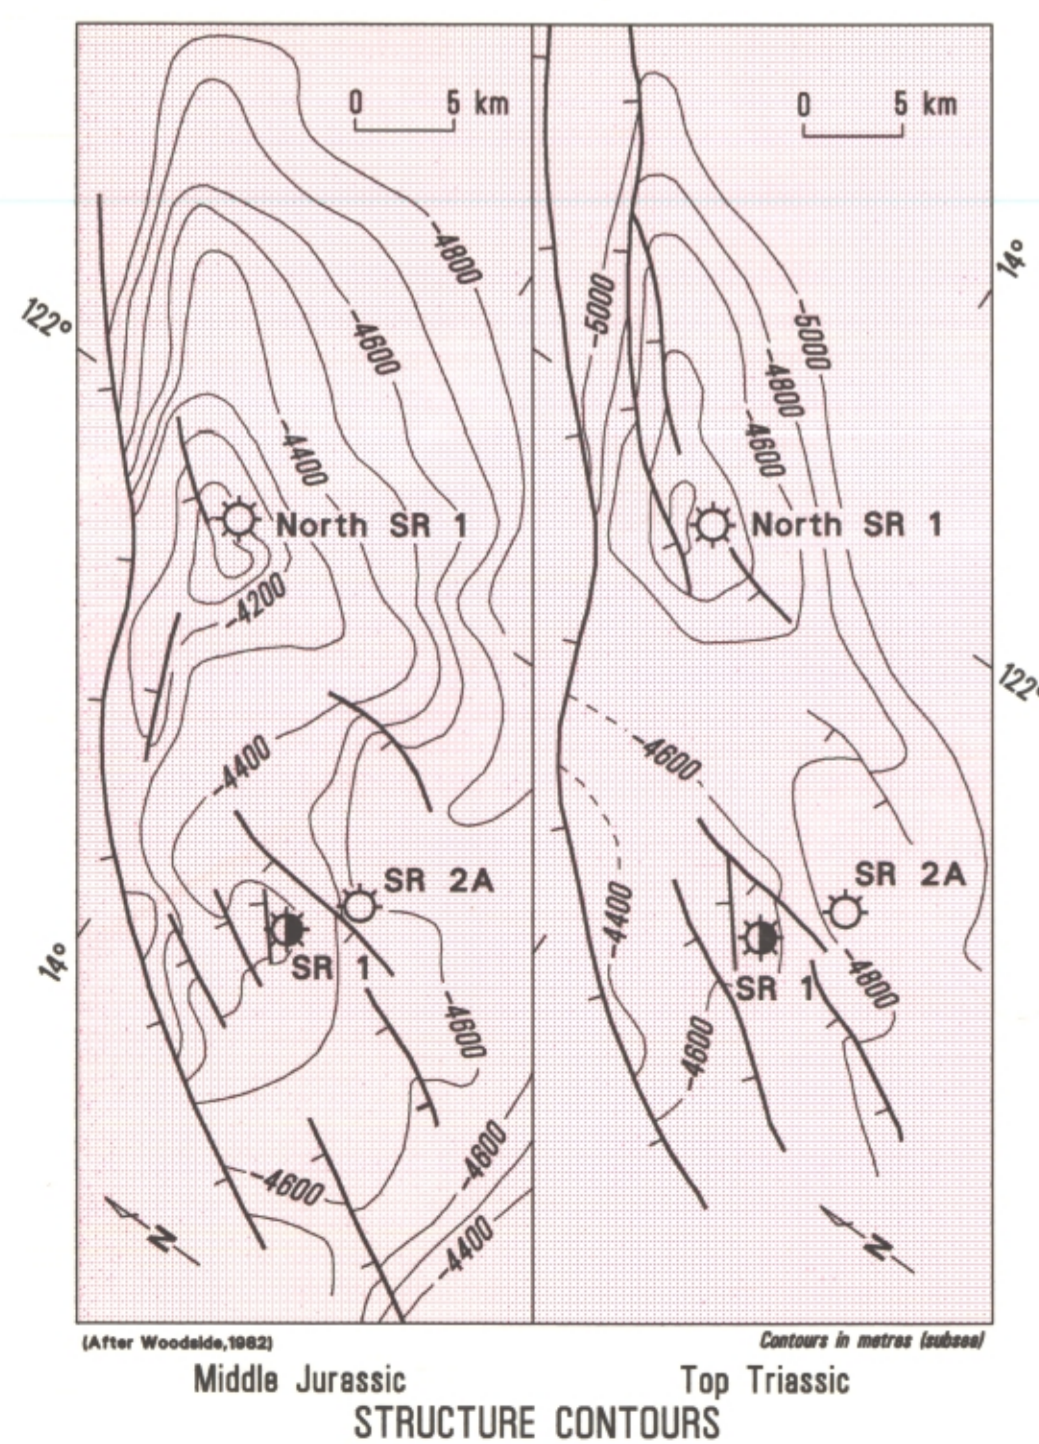 0 5 km
-4800
122°
-4600
-4400
North SR 1
-4200
-4400
SR 2A
SR 1
14°
-4600
-4600
-4600
-4400
N
(After Woodside,1982)
Middle Jurassic
0 5 km
14°
-5000
-5000
-4800
-4600
North SR 1
122°
-4600
SR 2A
-4400
SR 1
-4800
-4600
N
Contours in metres (subsea)
Top Triassic
STRUCTURE CONTOURS